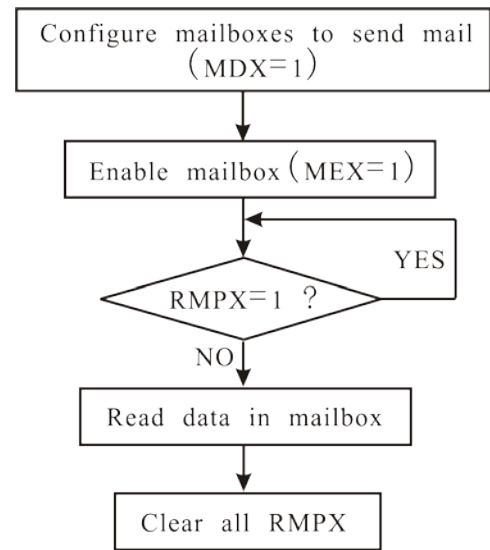 Configure mailboxes to send mail
(MDX=1)
Enable mailbox(MEX=1)
YES
RMPX=1 ?
NO
Read data in mailbox
Clear all RMPX